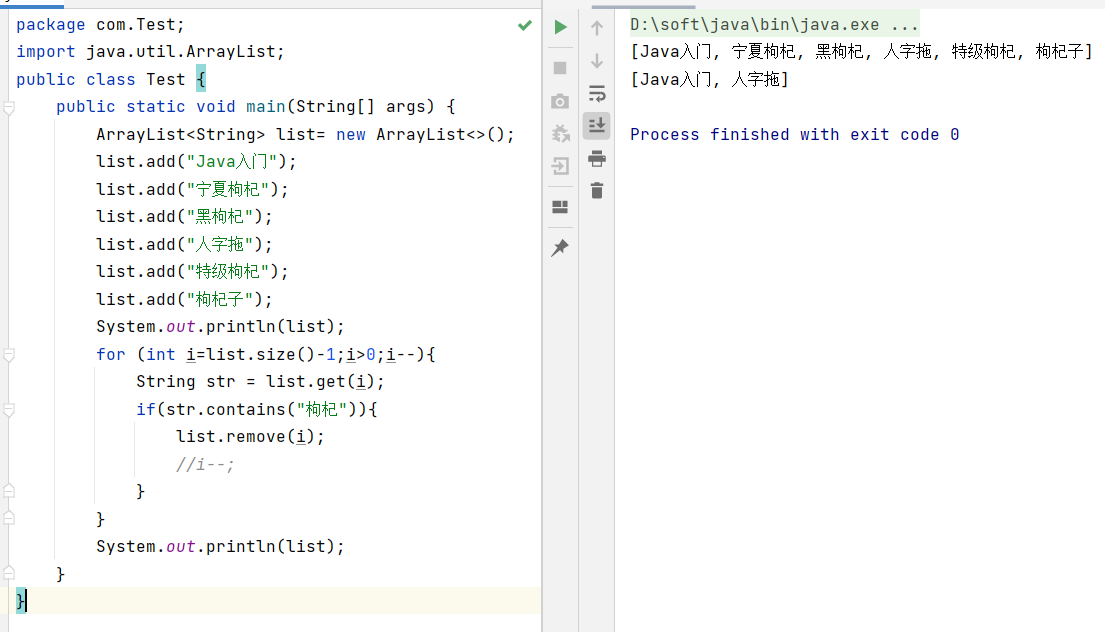 package com.Test;
import java.util.ArrayList;
public class Test {
    public static void main(String[] args) {
        ArrayList<String> list= new ArrayList<>();
        list.add("Java入门");
        list.add("宁夏枸杞");
        list.add("黑枸杞");
        list.add("人字拖");
        list.add("特级枸杞");
        list.add("枸杞子");
        System.out.println(list);
        for (int i=list.size()-1;i>0;i--){
            String str = list.get(i);
            if(str.contains("枸杞")){
                list.remove(i);
                //i--;
            }
        }
        System.out.println(list);
    }
}
D:\soft\java\bin\java.exe ...
[Java入门, 宁夏枸杞, 黑枸杞, 人字拖, 特级枸杞, 枸杞子]
[Java入门, 人字拖]
Process finished with exit code 0